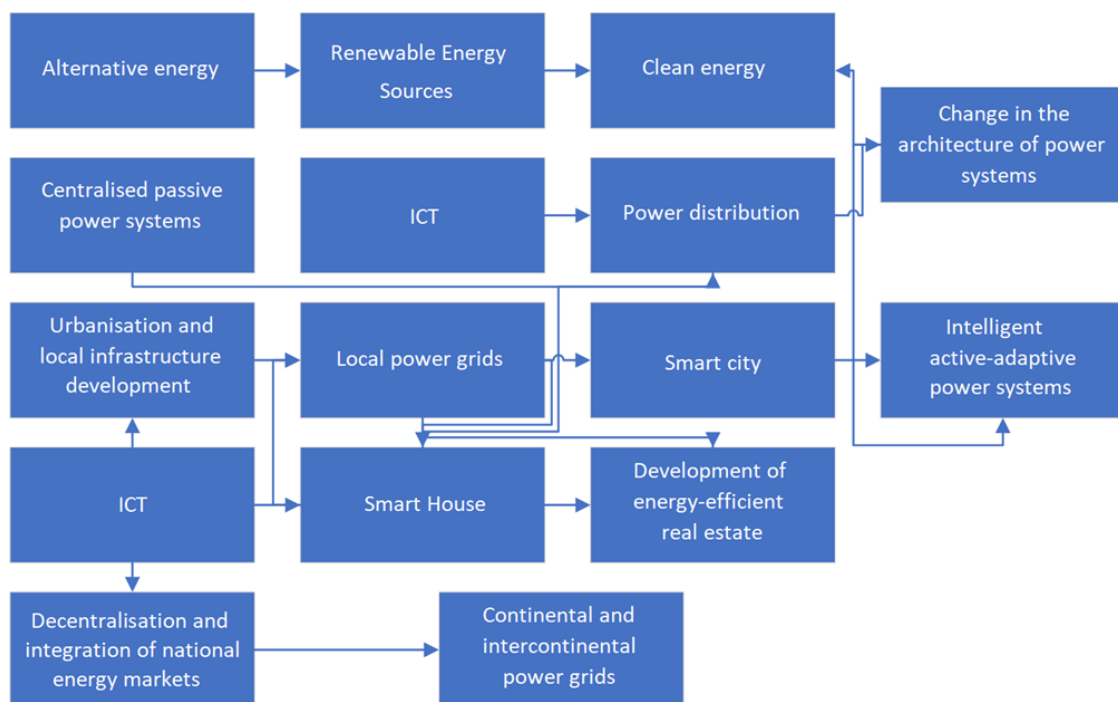 Alternative energy
Renewable Energy
Sources
Clean energy
Change in the
architecture of power
systems
Centralised passive
power systems
ICT
Power distribution
Urbanisation and
local infrastructure
development
Local power grids
Smart city
Intelligent
active-adaptive
power systems
ICT
Smart House
Development of
energy-efficient
real estate
Decentralisation and
integration of national
energy markets
Continental and
intercontinental
power grids